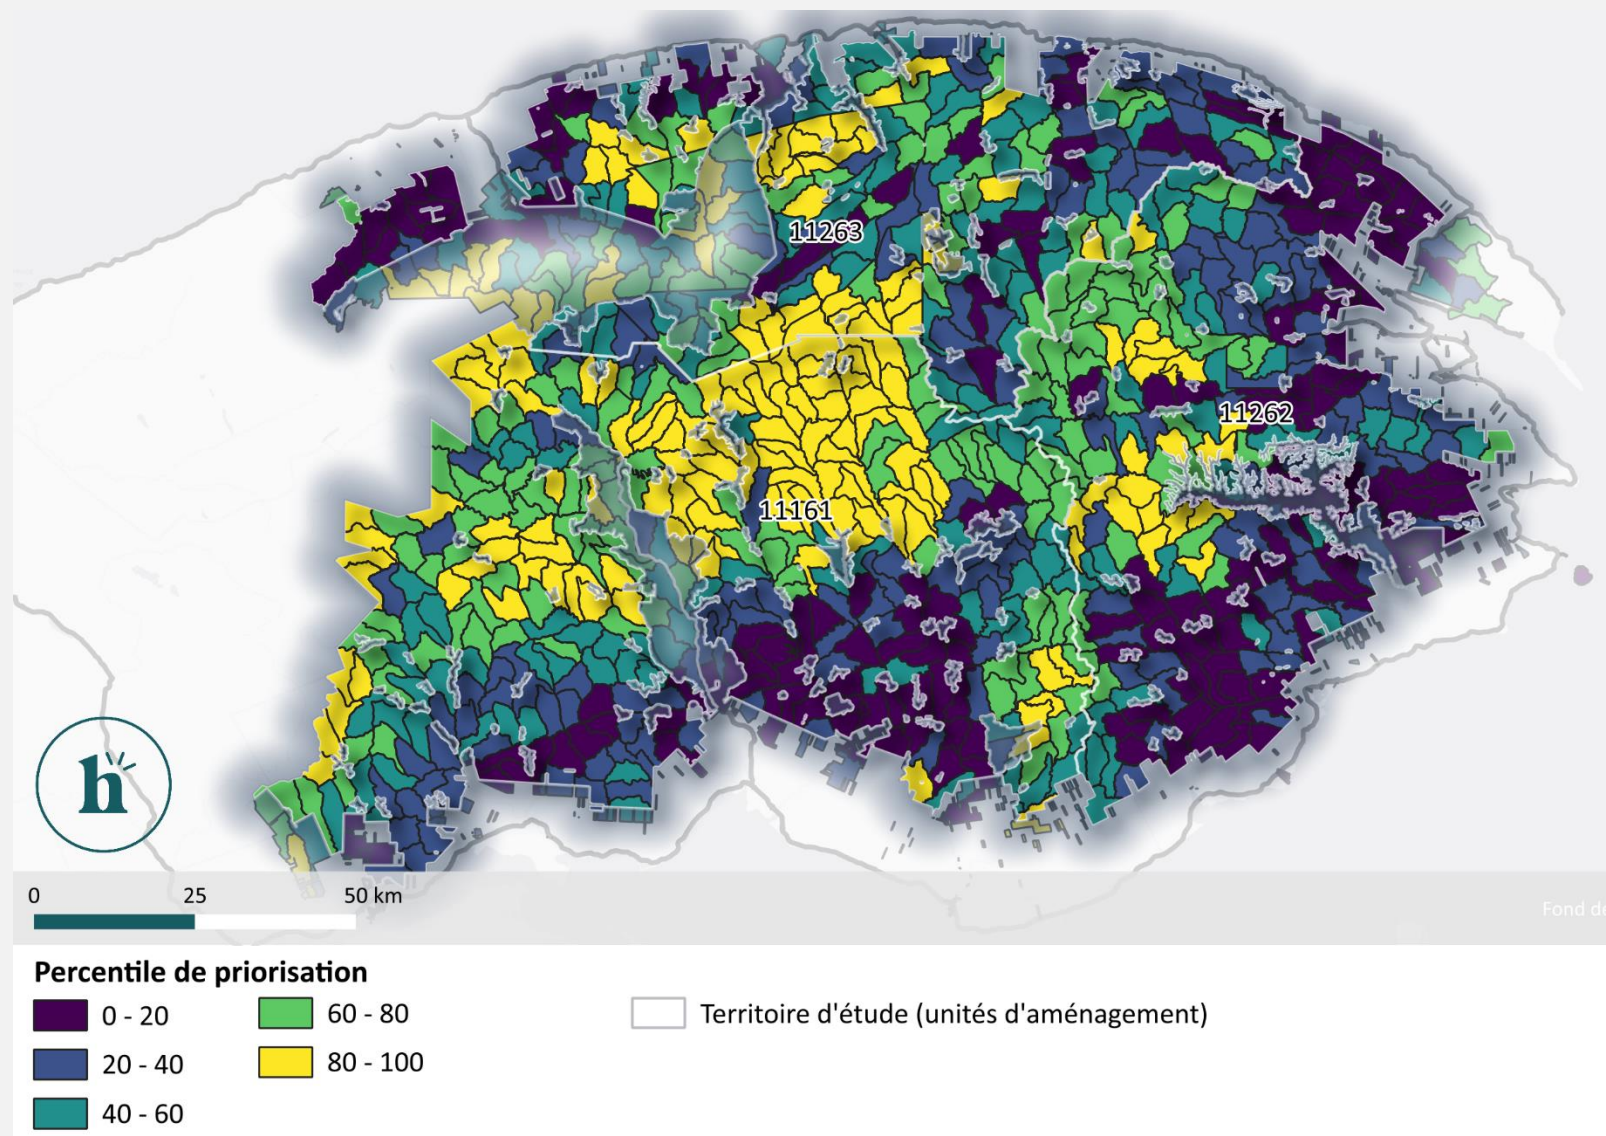 11263
11262
11161
h
0 25 50 km
Fond de
Percentile de priorisation
0 - 20
20 - 40
40 - 60
60 - 80
80 - 100
Territoire d'étude (unités d'aménagement)